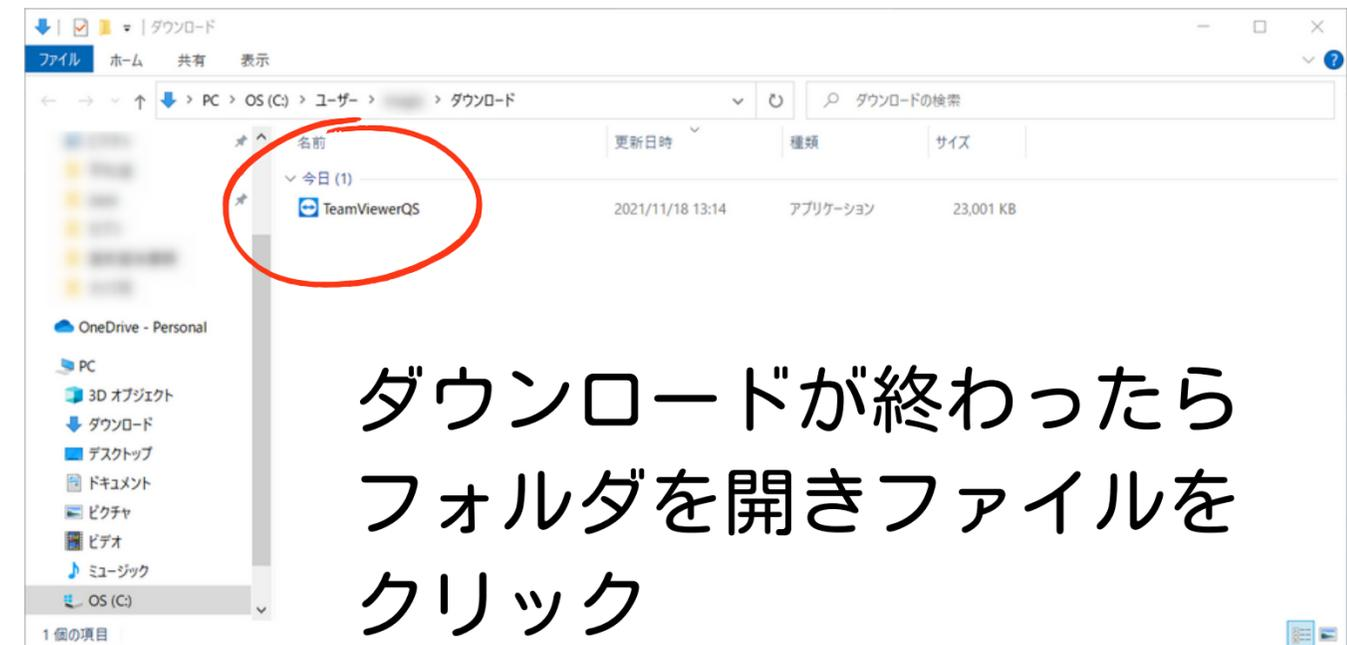 ダウンロード
ファイル ホーム 共有 表示
PC > OS (C:) > ユーザー > > ダウンロード
ダウンロードの検索
名前 更新日時 種類 サイズ
今日 (1)
TeamViewerQS 2021/11/18 13:14 アプリケーション 23,001 KB
OneDrive - Personal
PC
3D オブジェクト
ダウンロード
デスクトップ
ドキュメント
ピクチャ
ビデオ
ミュージック
OS (C:)
1 個の項目
ダウンロードが終わったら
フォルダを開きファイルを
クリック